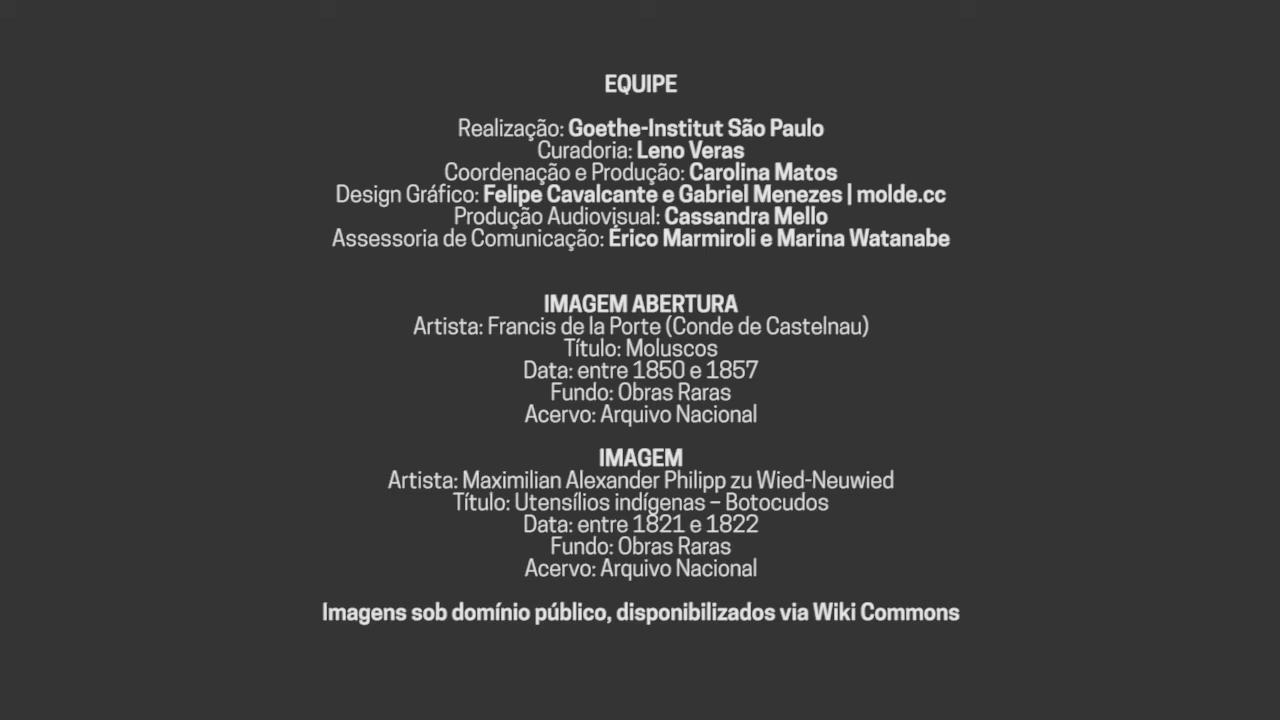 EQUIPE
Realização: Goethe-Institut São Paulo
Curadoria: Leno Veras
Coordenação e Produção: Carolina Matos
Design Gráfico: Felipe Cavalcante e Gabriel Menezes | molde.cc
Produção Audiovisual: Cassandra Mello
Assessoria de Comunicação: Érico Marmiroli e Marina Watanabe
IMAGEM ABERTURA
Artista: Francis de la Porte (Conde de Castelnau)
Título: Moluscos
Data: entre 1850 e 1857
Fundo: Obras Raras
Acervo: Arquivo Nacional
IMAGEM
Artista: Maximilian Alexander Philipp zu Wied-Neuwied
Título: Utensílios indígenas – Botocudos
Data: entre 1821 e 1822
Fundo: Obras Raras
Acervo: Arquivo Nacional
Imagens sob domínio público, disponibilizados via Wiki Commons